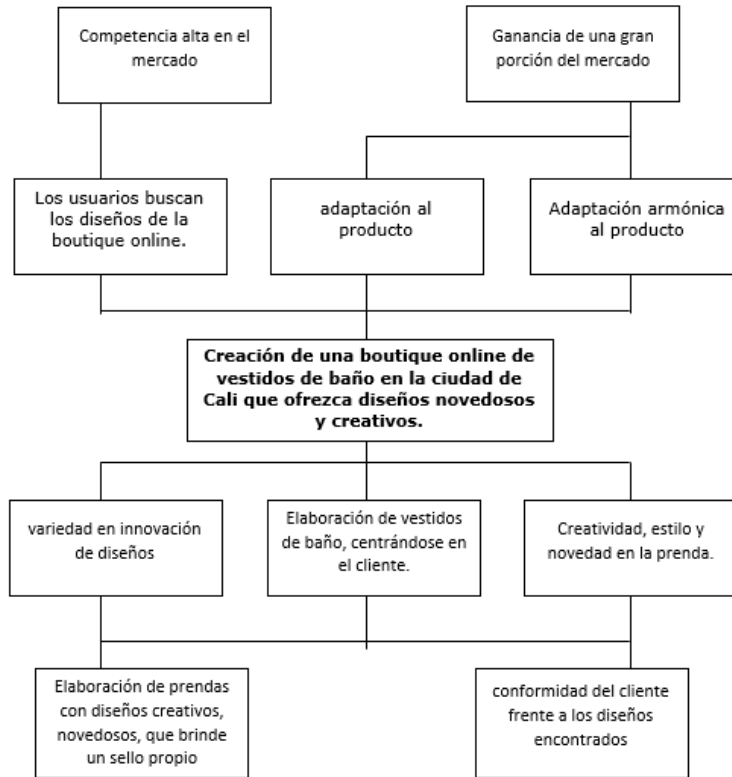 Competencia alta en el
mercado
Ganancia de una gran
porción del mercado
Los usuarios buscan
los diseños de la
boutique online.
adaptación al
producto
Adaptación armónica
al producto
Creación de una boutique online de
vestidos de baño en la ciudad de
Cali que ofrezca diseños novedosos
y creativos.
variedad en innovación
de diseños
Elaboración de vestidos
de baño, centrándose en
el cliente.
Creatividad, estilo y
novedad en la prenda.
Elaboración de prendas
con diseños creativos,
novedosos, que brinde
un sello propio
conformidad del cliente
frente a los diseños
encontrados